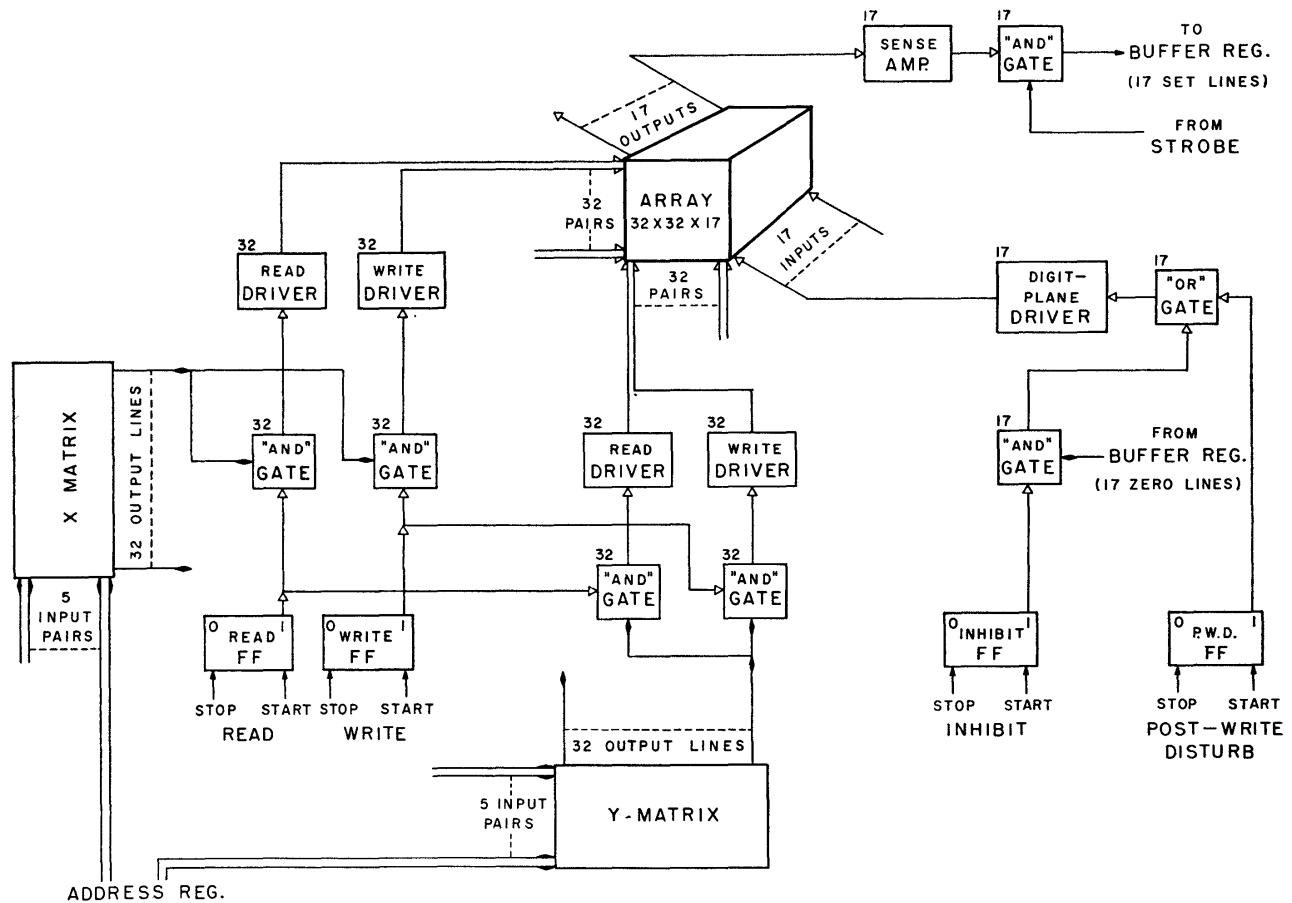 17
SENSE
AMP.
17
"AND"
GATE
TO
BUFFER REG.
(17 SET LINES)
FROM
STROBE
17
OUTPUTS
ARRAY
32X32X17
32
PAIRS
17
INPUTS
32
PAIRS
32
READ
DRIVER
32
WRITE
DRIVER
17
DIGIT-
PLANE
DRIVER
17
"OR"
GATE
X MATRIX
32 OUTPUT LINES
32
"AND"
GATE
32
"AND"
GATE
32
READ
DRIVER
32
WRITE
DRIVER
17
"AND"
GATE
FROM
BUFFER REG.
(17 ZERO LINES)
32
"AND"
GATE
32
"AND"
GATE
5
INPUT
PAIRS
0 READ 1
FF
0 WRITE 1
FF
0 INHIBIT 1
FF
0 P.W.D. 1
FF
STOP START
READ
STOP START
WRITE
STOP START
INHIBIT
STOP START
POST-WRITE
DISTURB
32 OUTPUT LINES
5 INPUT
PAIRS
Y-MATRIX
ADDRESS REG.